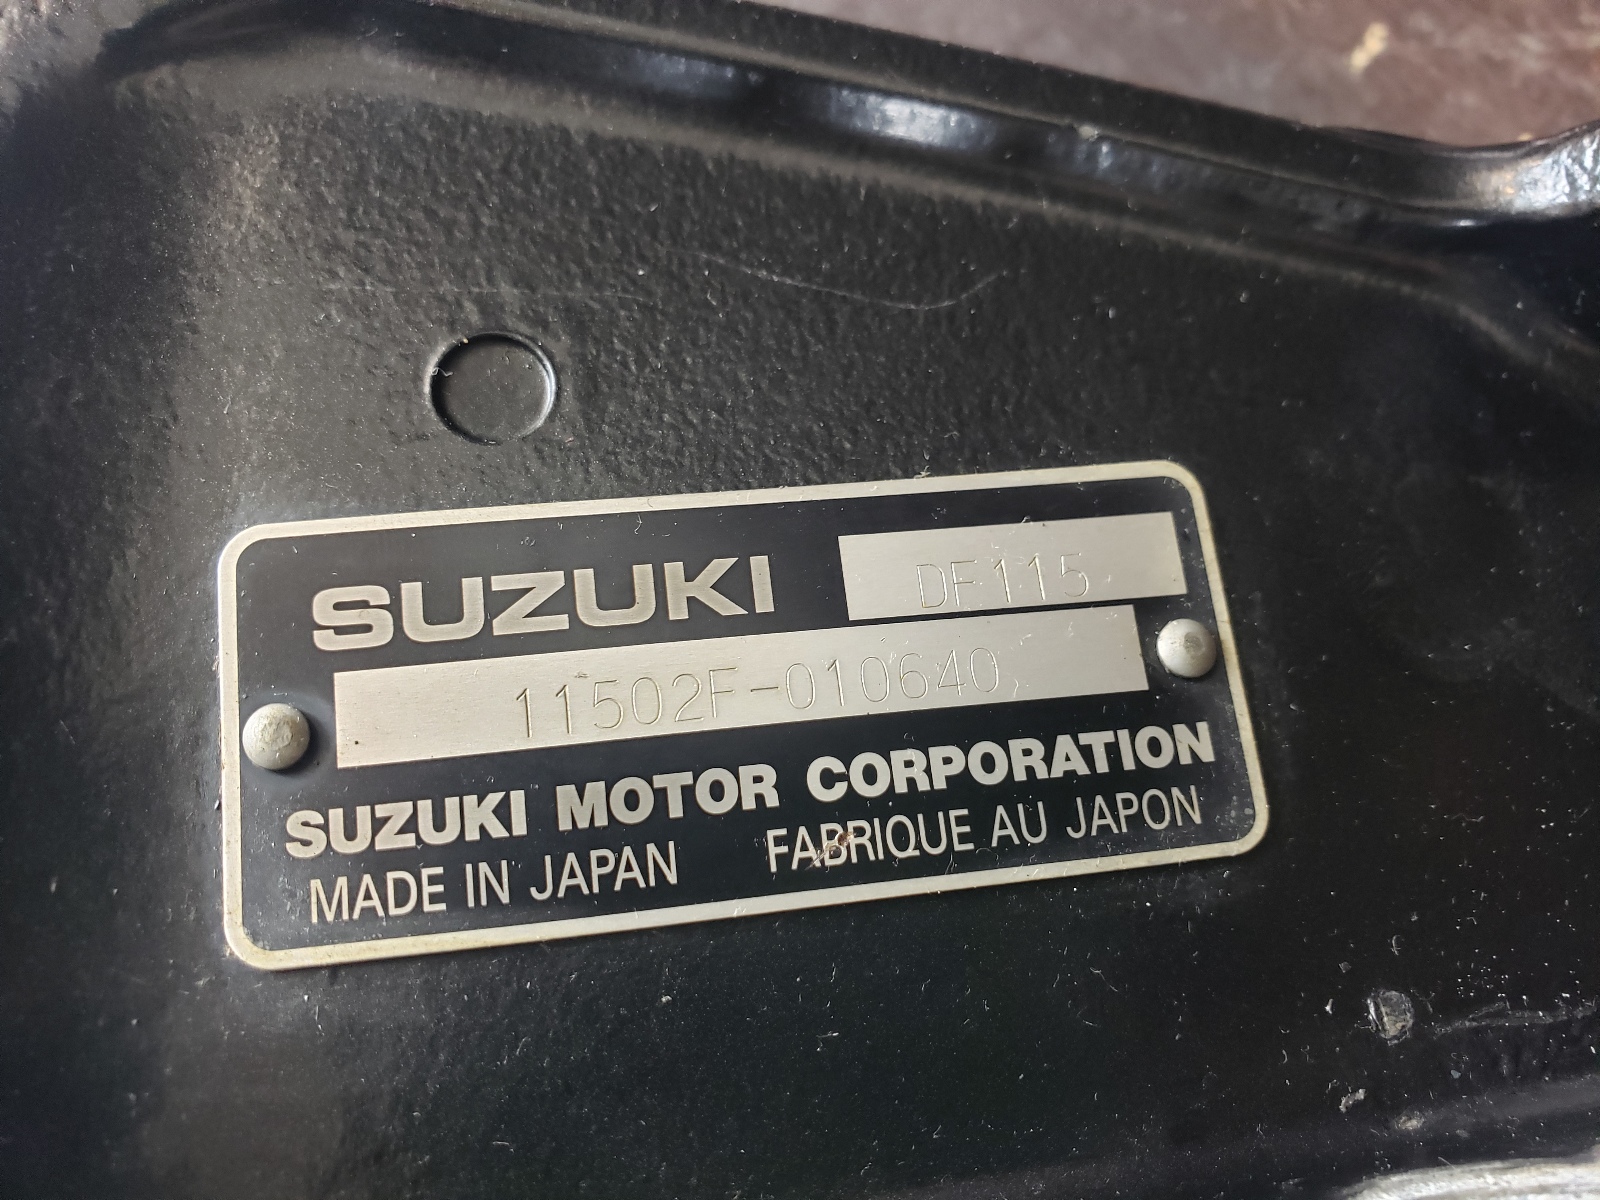 SUZUKI DF115
11502F-010640
SUZUKI MOTOR CORPORATION
MADE IN JAPAN FABRIQUE AU JAPON